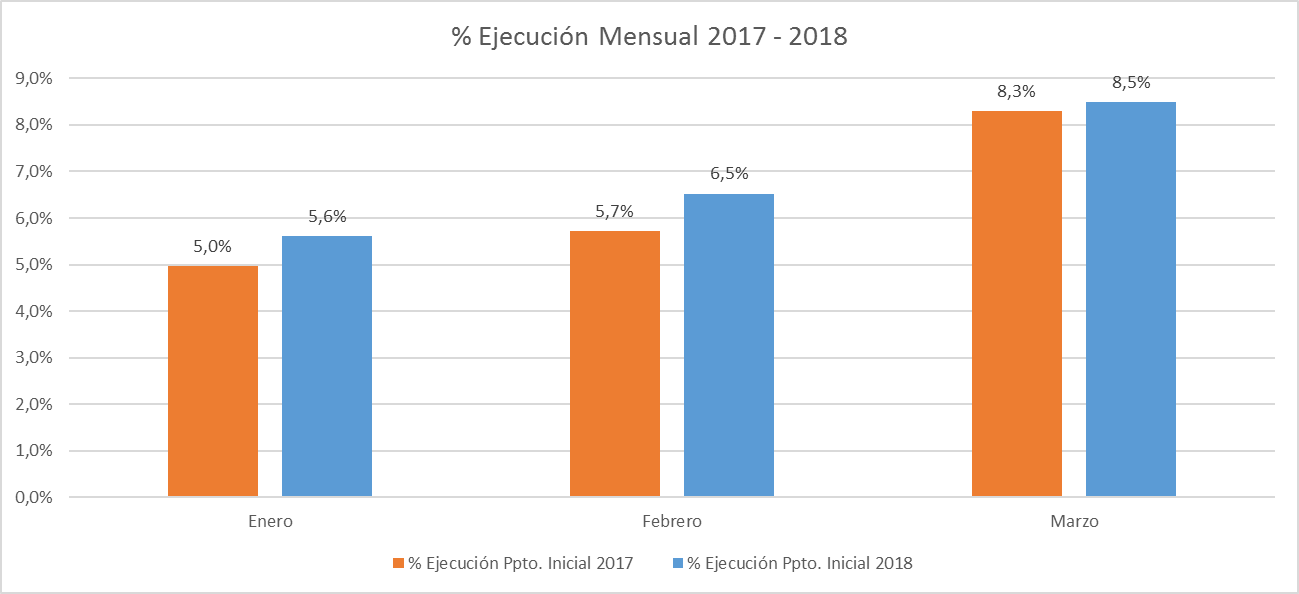 % Ejecución Mensual 2017 - 2018
9,0%
8,0%
7,0%
6,0%
5,0%
4,0%
3,0%
2,0%
1,0%
0,0%
5,0%
5,6%
5,7%
6,5%
8,3%
8,5%
Enero
Febrero
Marzo
% Ejecución Ppto. Inicial 2017
% Ejecución Ppto. Inicial 2018